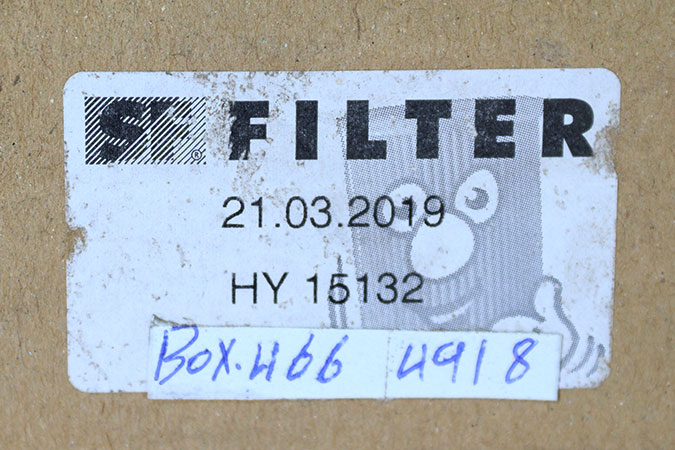 SF® FILTER
21.03.2019
HY 15132
Box.466 4918